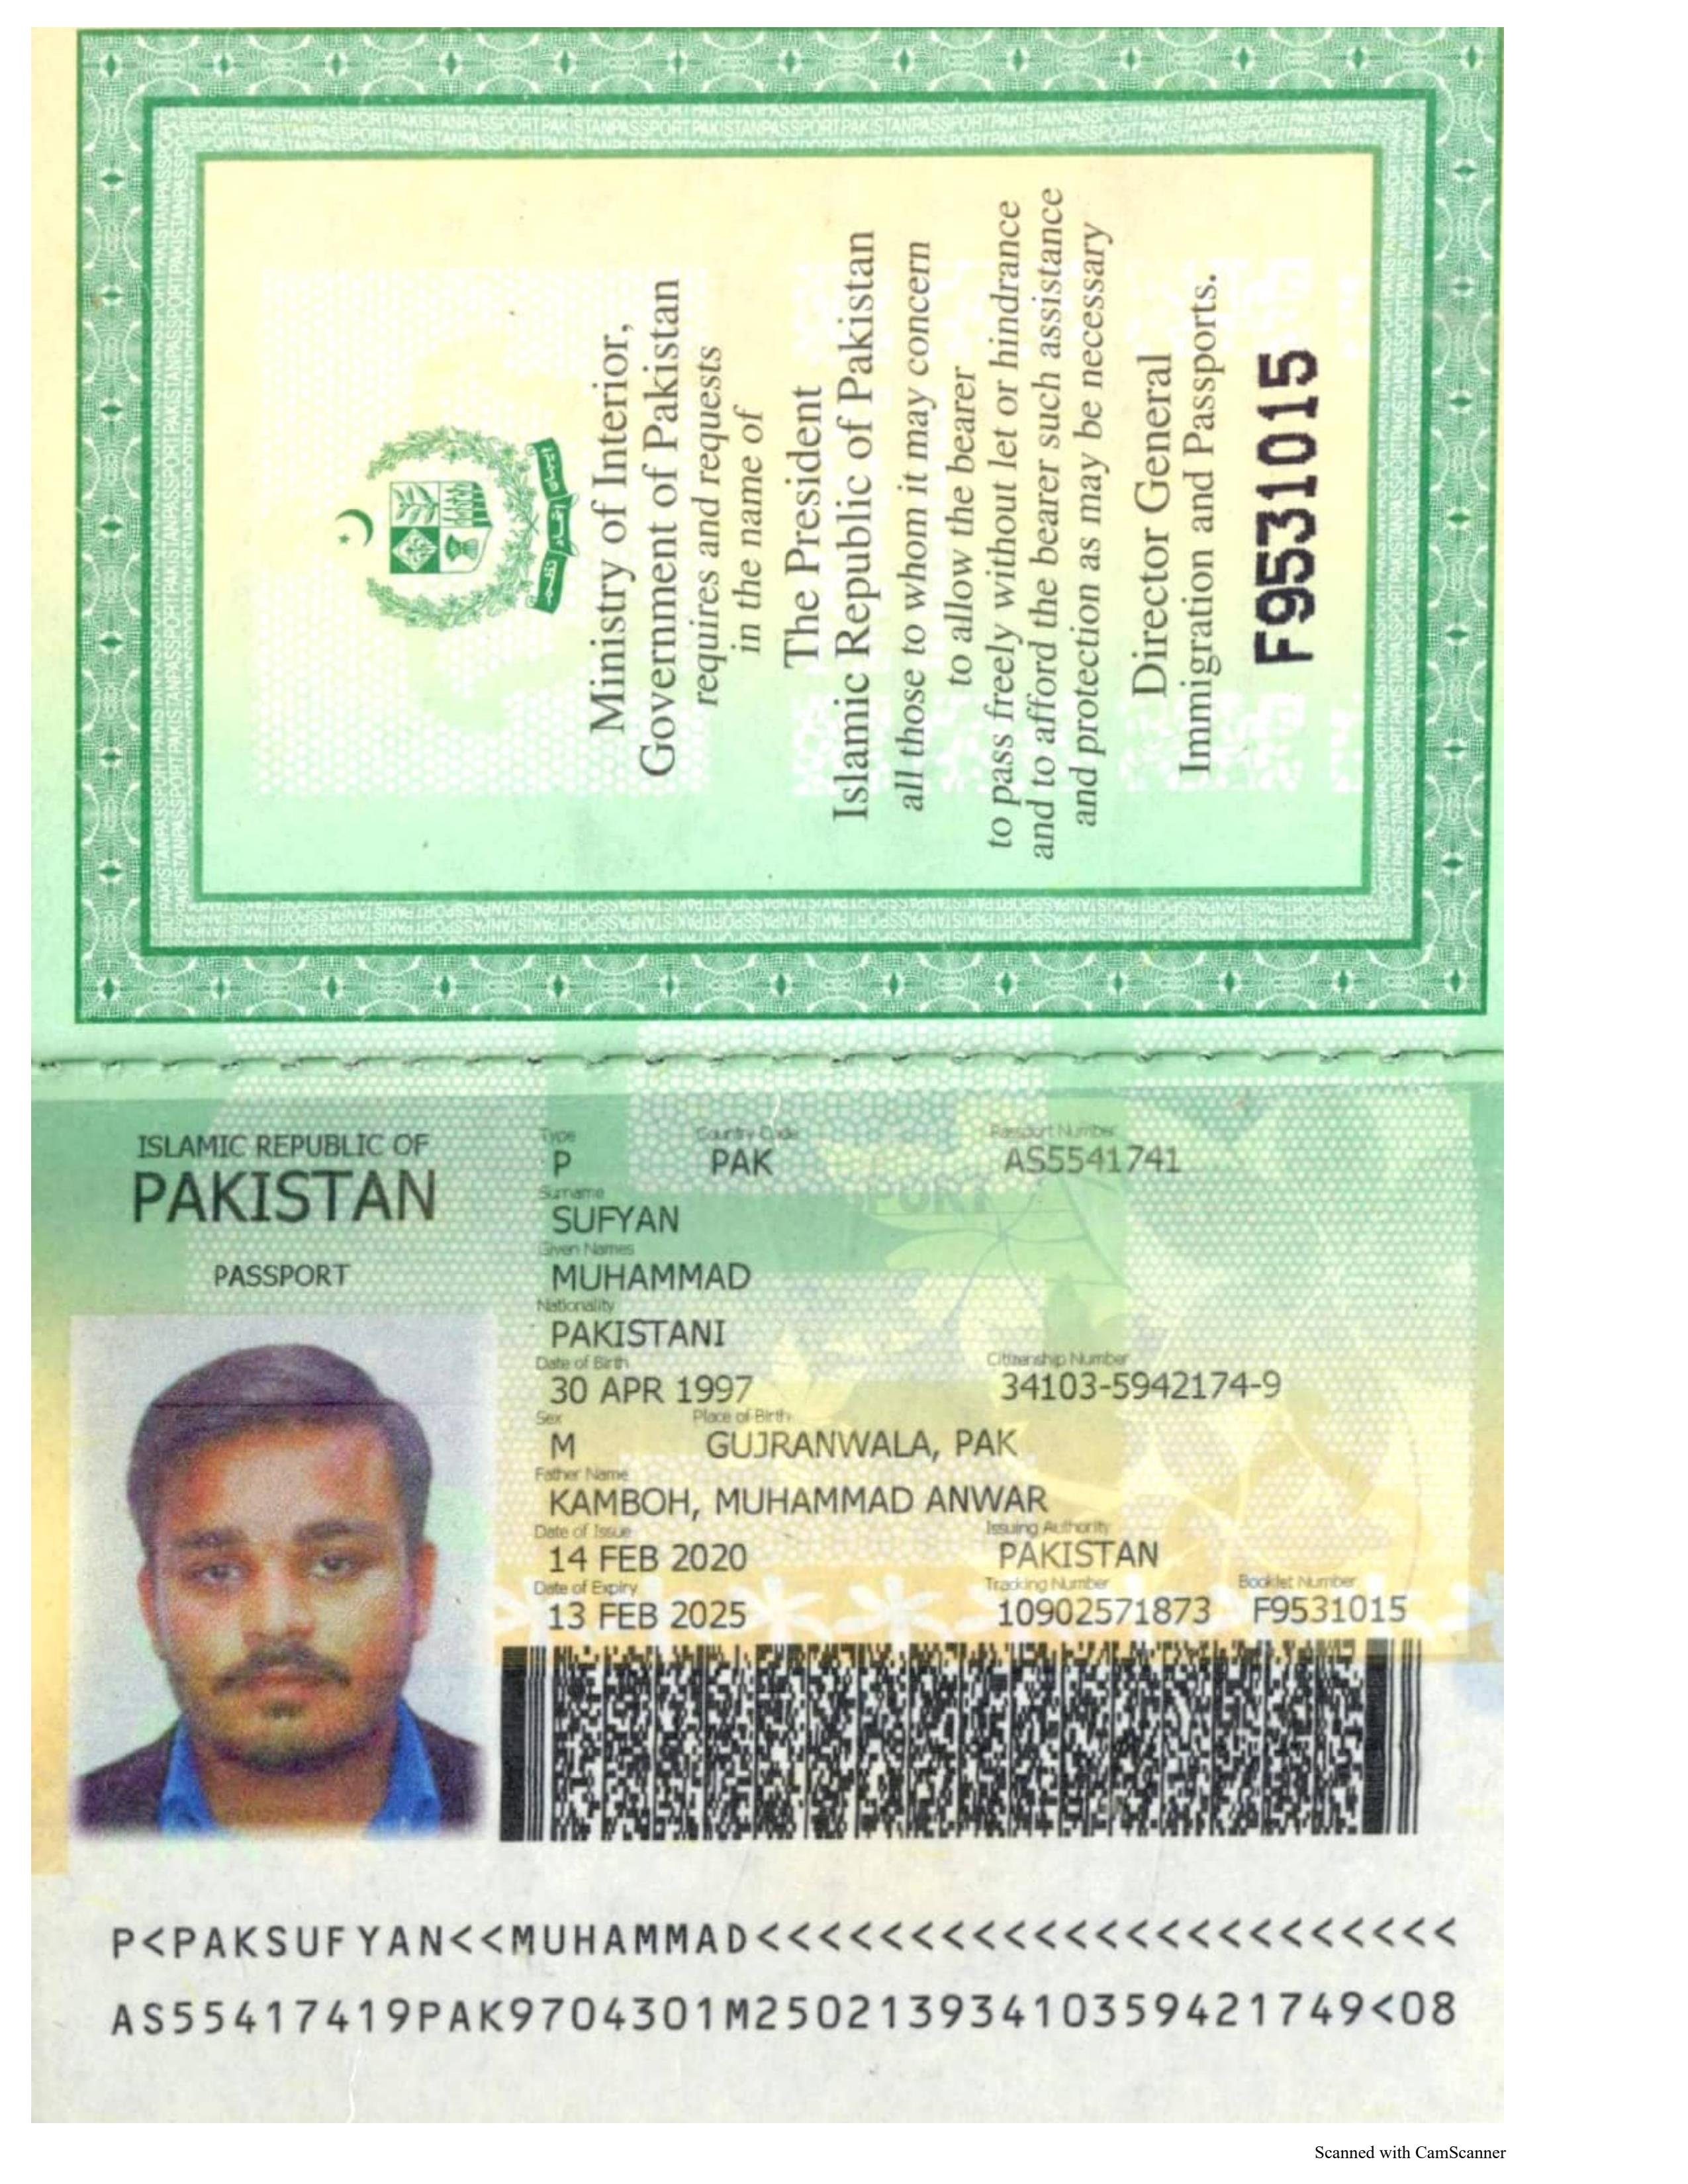 Ministry of Interior,
Government of Pakistan
requires and requests
in the name of
The President
Islamic Republic of Pakistan
all those to whom it may concern
to allow the bearer
to pass freely without let or hindrance
and to afford the bearer such assistance
and protection as may be necessary
Director General
Immigration and Passports.
F9531015
ISLAMIC REPUBLIC OF
PAKISTAN
PASSPORT
Type Country Code Passport Number
P PAK AS5541741
Surname
SUFYAN
Given Names
MUHAMMAD
Nationality
PAKISTANI
Date of Birth Citizenship Number
30 APR 1997 34103-5942174-9
Sex Place of Birth
M GUJRANWALA, PAK
Father Name
KAMBOH, MUHAMMAD ANWAR
Date of Issue Issuing Authority
14 FEB 2020 PAKISTAN
Date of Expiry Tracking Number Booklet Number
13 FEB 2025 10902571873 F9531015
P<PAKSUFYAN<<MUHAMMAD<<<<<<<<<<<<<<<<<<<<<<<
AS55417419PAK9704301M25021393410359421749<08
Scanned with CamScanner